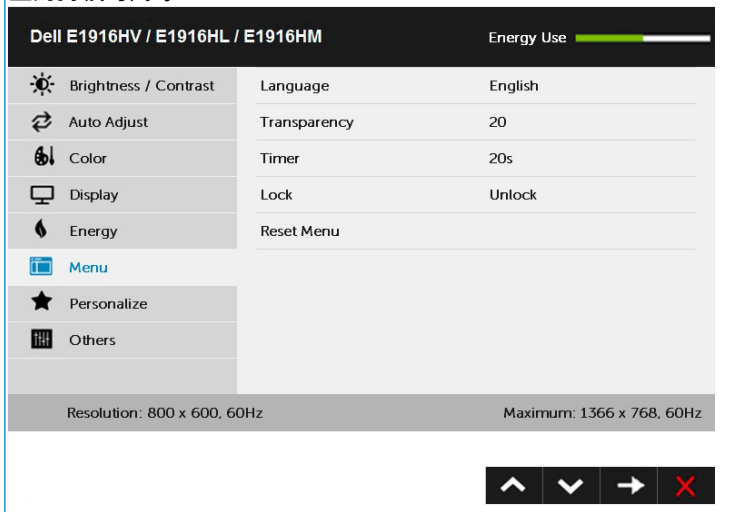 Dell E1916HV / E1916HL / E1916HM
Energy Use
Brightness / Contrast
Language
English
Auto Adjust
Transparency
20
Color
Timer
20s
Display
Lock
Unlock
Energy
Reset Menu
Menu
Personalize
Others
Resolution: 800 x 600, 60Hz
Maximum: 1366 x 768, 60Hz